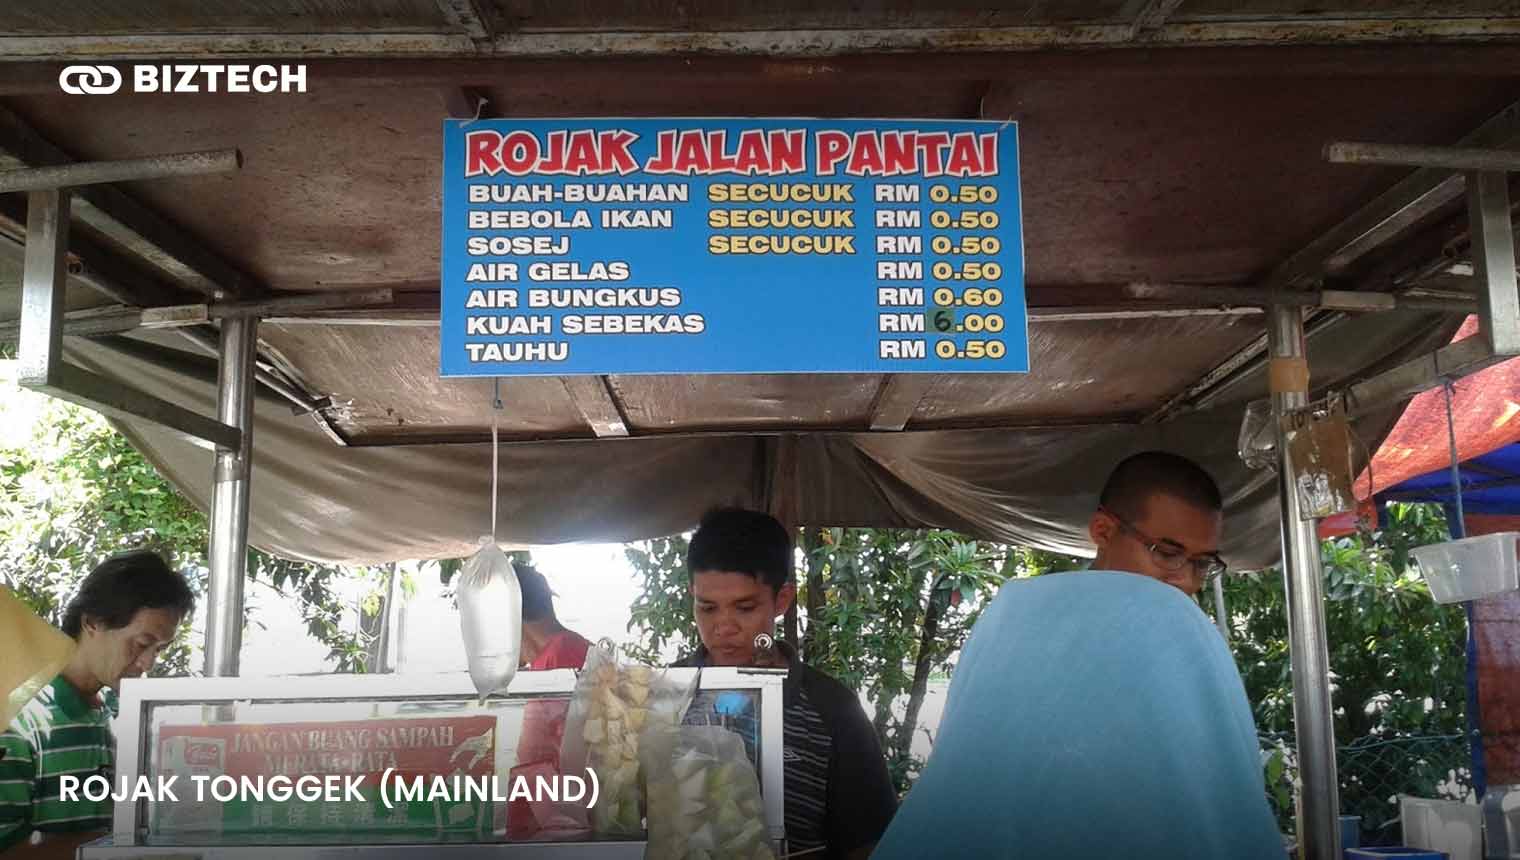 BIZTECH
ROJAK JALAN PANTAI
BUAH-BUAHAN SECUCUK RM 0.50
BEBOLA IKAN SECUCUK RM 0.50
SOSEJ SECUCUK RM 0.50
AIR GELAS RM 0.50
AIR BUNGKUS RM 0.60
KUAH SEBEKAS RM 6.00
TAUHU RM 0.50
JANGAN BUANG SAMPAH
MERATA-RATA
ROJAK TONGGEK (MAINLAND)